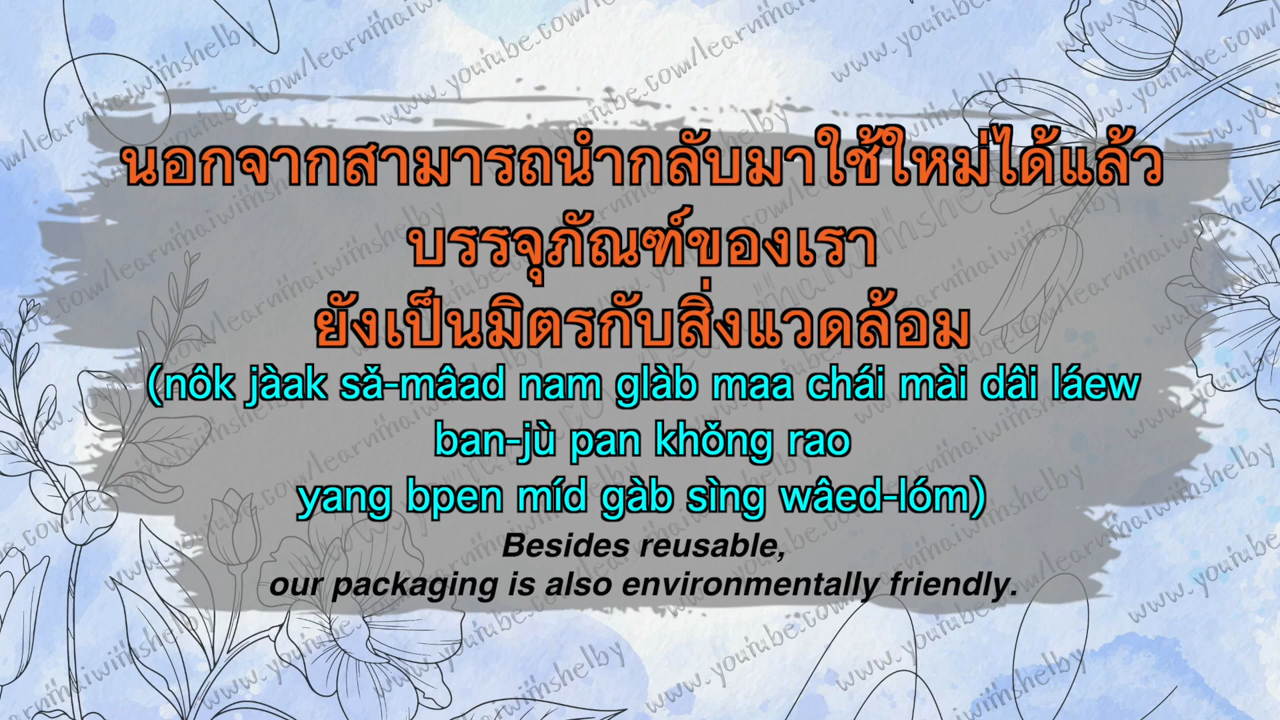 นอกจากสามารถนำกลับมาใช้ใหม่ได้แล้ว
บรรจุภัณฑ์ของเรา
ยังเป็นมิตรกับสิ่งแวดล้อม
(nôk jàak sǎ-mâad nam glàb maa chái mài dâi láew
ban-jù pan khǒng rao
yang bpen míd gàb sìng wâed-lóm)
Besides reusable,
our packaging is also environmentally friendly.
www.youtube.com/learnthaiwithshelby